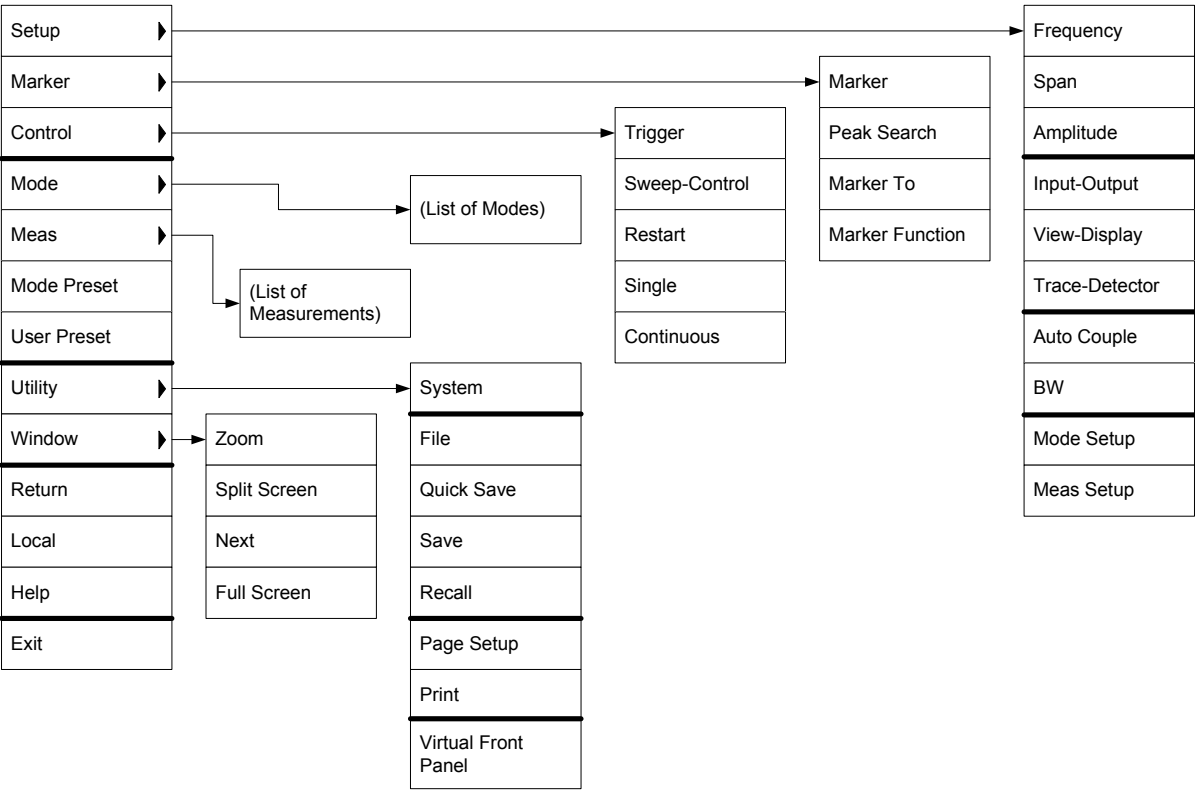 Setup
Marker
Control
Mode
Meas
Mode Preset
User Preset
Utility
Window
Return
Local
Help
Exit
Zoom
Split Screen
Next
Full Screen
(List of
Measurements)
(List of Modes)
System
File
Quick Save
Save
Recall
Page Setup
Print
Virtual Front
Panel
Trigger
Sweep-Control
Restart
Single
Continuous
Marker
Peak Search
Marker To
Marker Function
Frequency
Span
Amplitude
Input-Output
View-Display
Trace-Detector
Auto Couple
BW
Mode Setup
Meas Setup